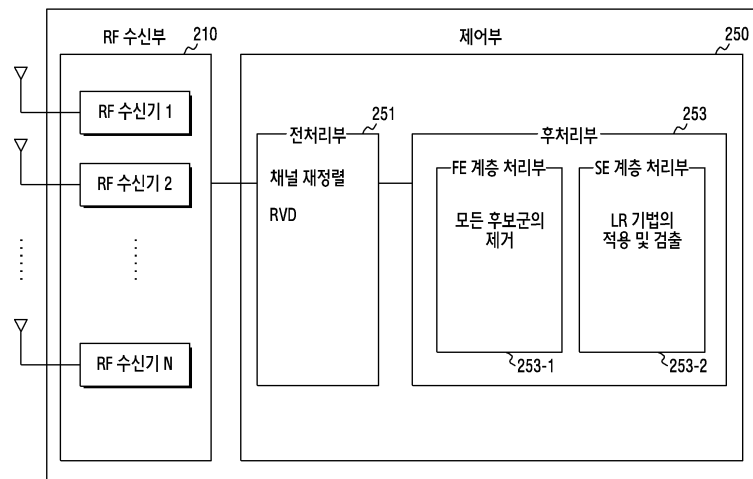 RF 수신부
210
RF 수신기 1
RF 수신기 2
RF 수신기 N
제어부
250
전처리부
251
채널 재정렬
RVD
후처리부
253
FE 계층 처리부
모든 후보군의
제거
253-1
SE 계층 처리부
LR 기법의
적용 및 검출
253-2